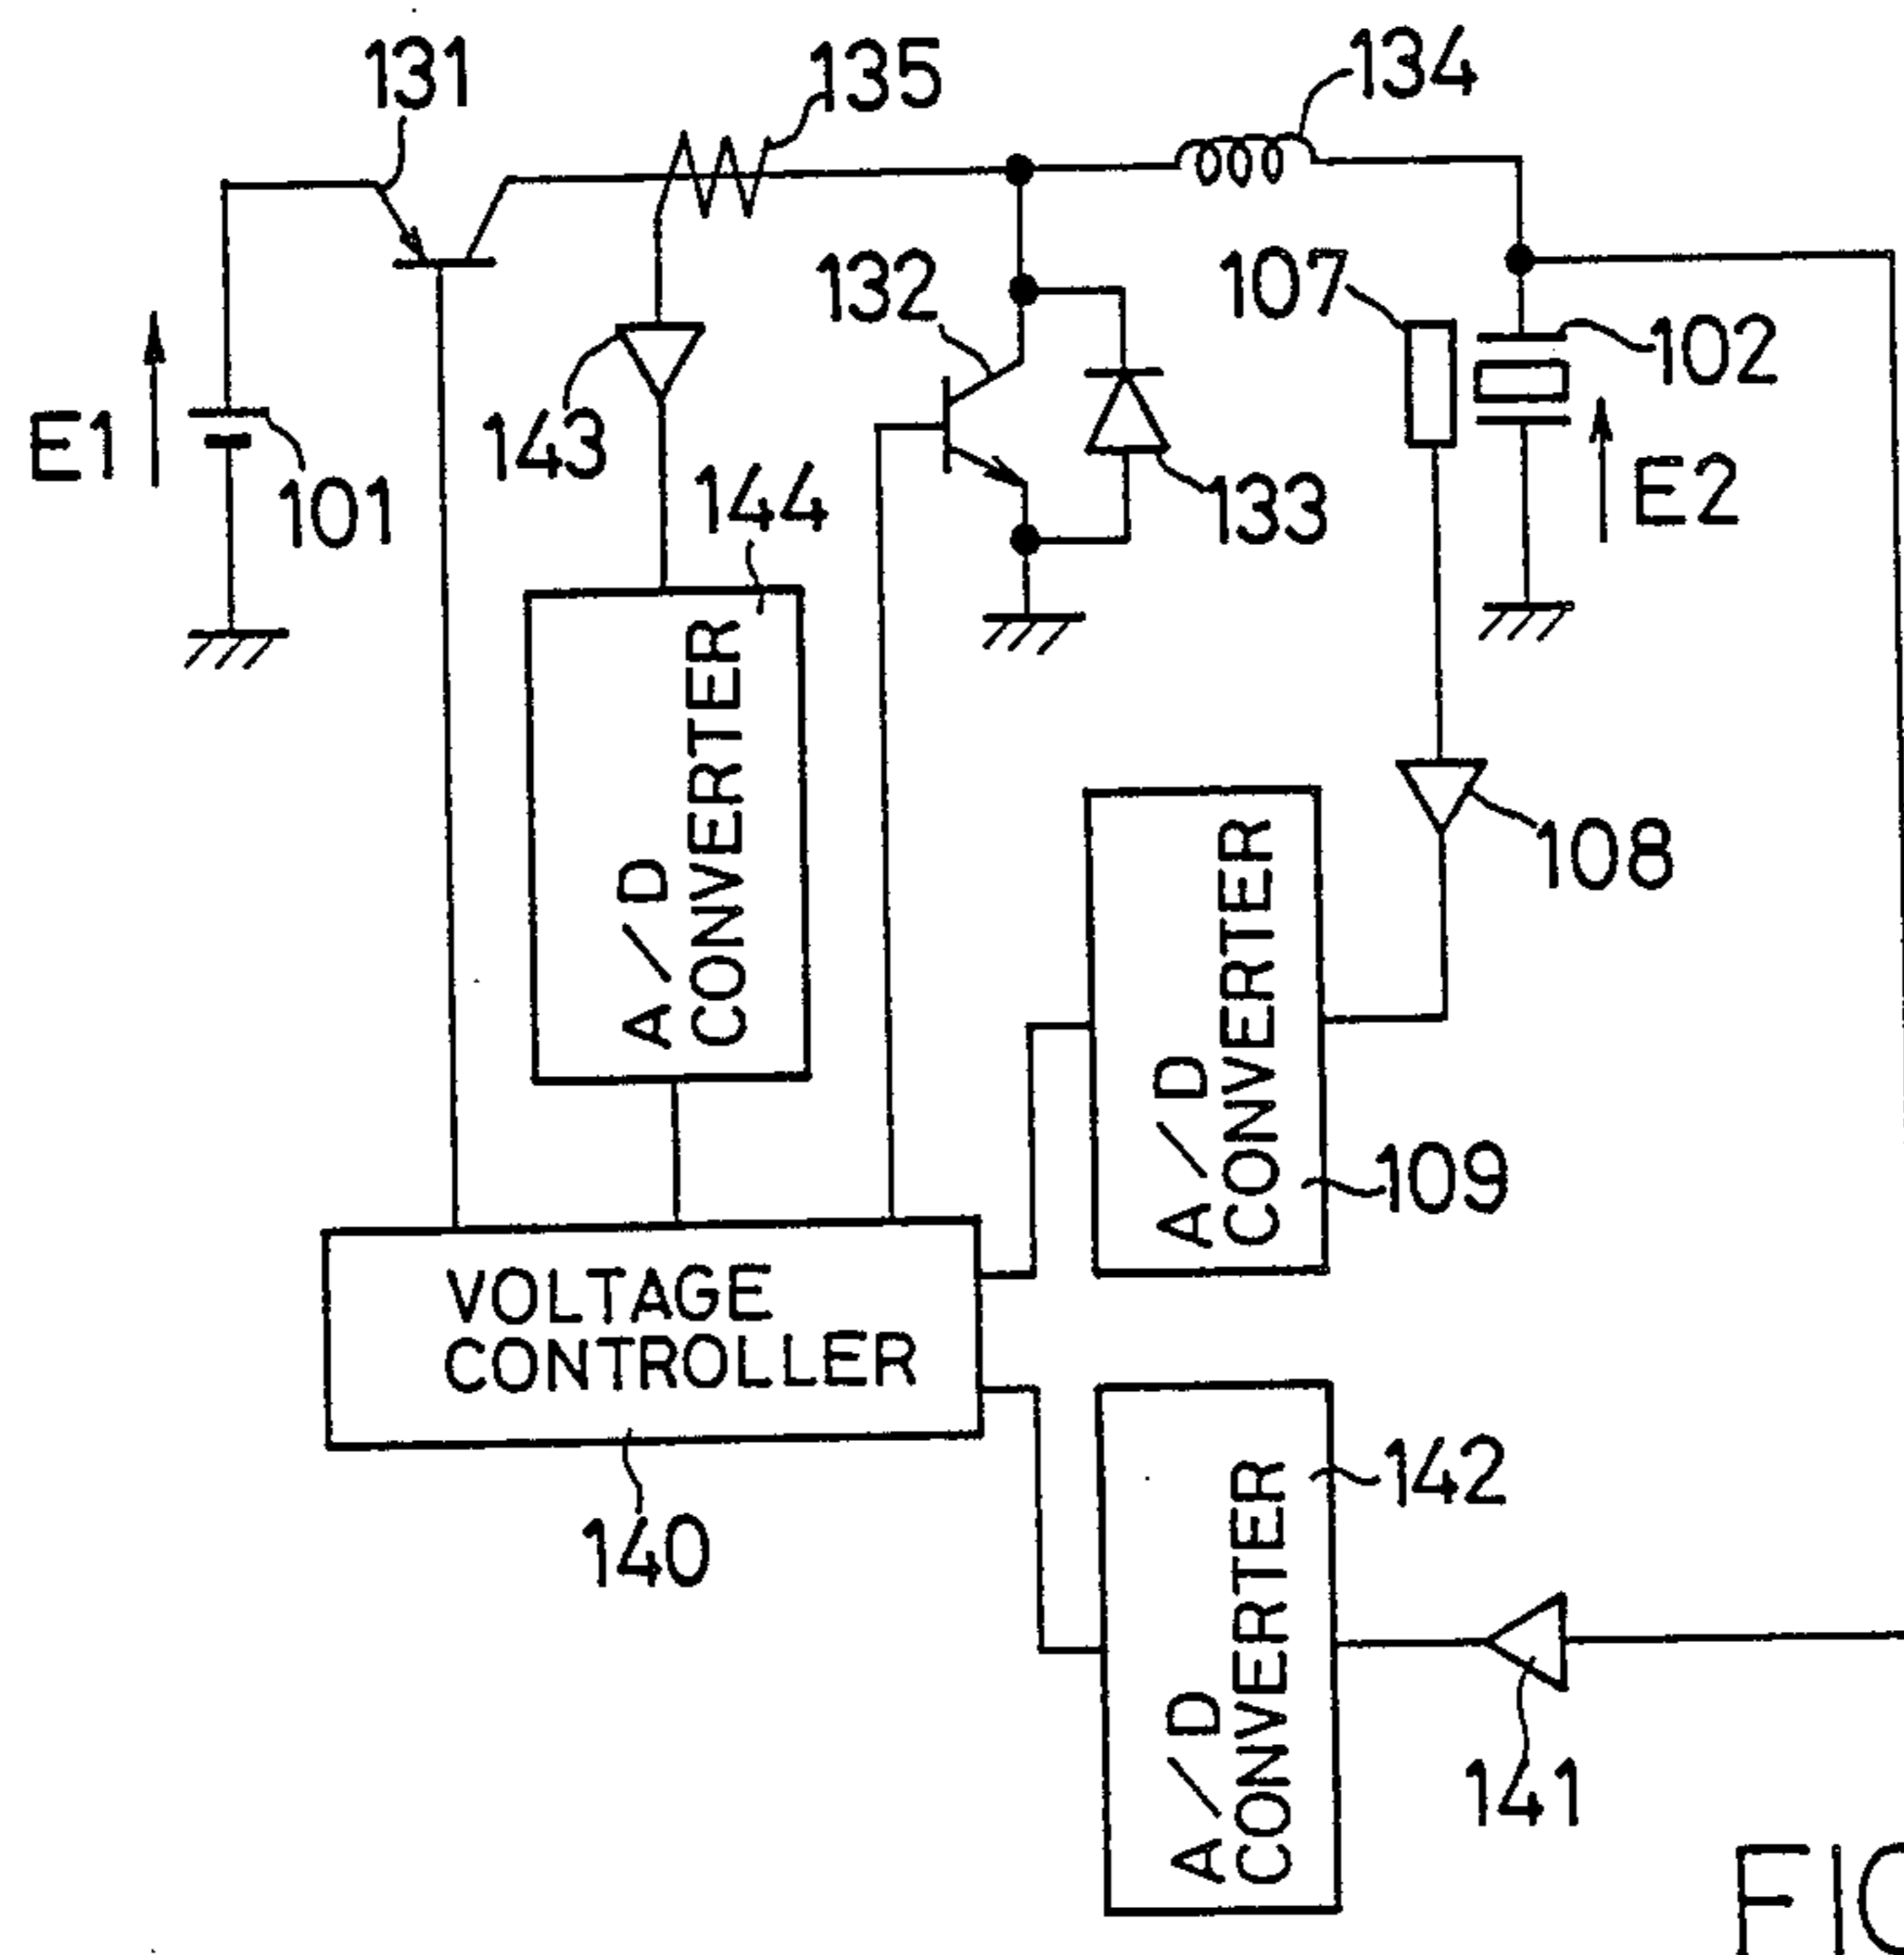 131
135
134
132
107
102
E1
101
143
144
133
E2
A/D
CONVERTER
108
A/D
CONVERTER
109
VOLTAGE
CONTROLLER
140
142
A/D
CONVERTER
141